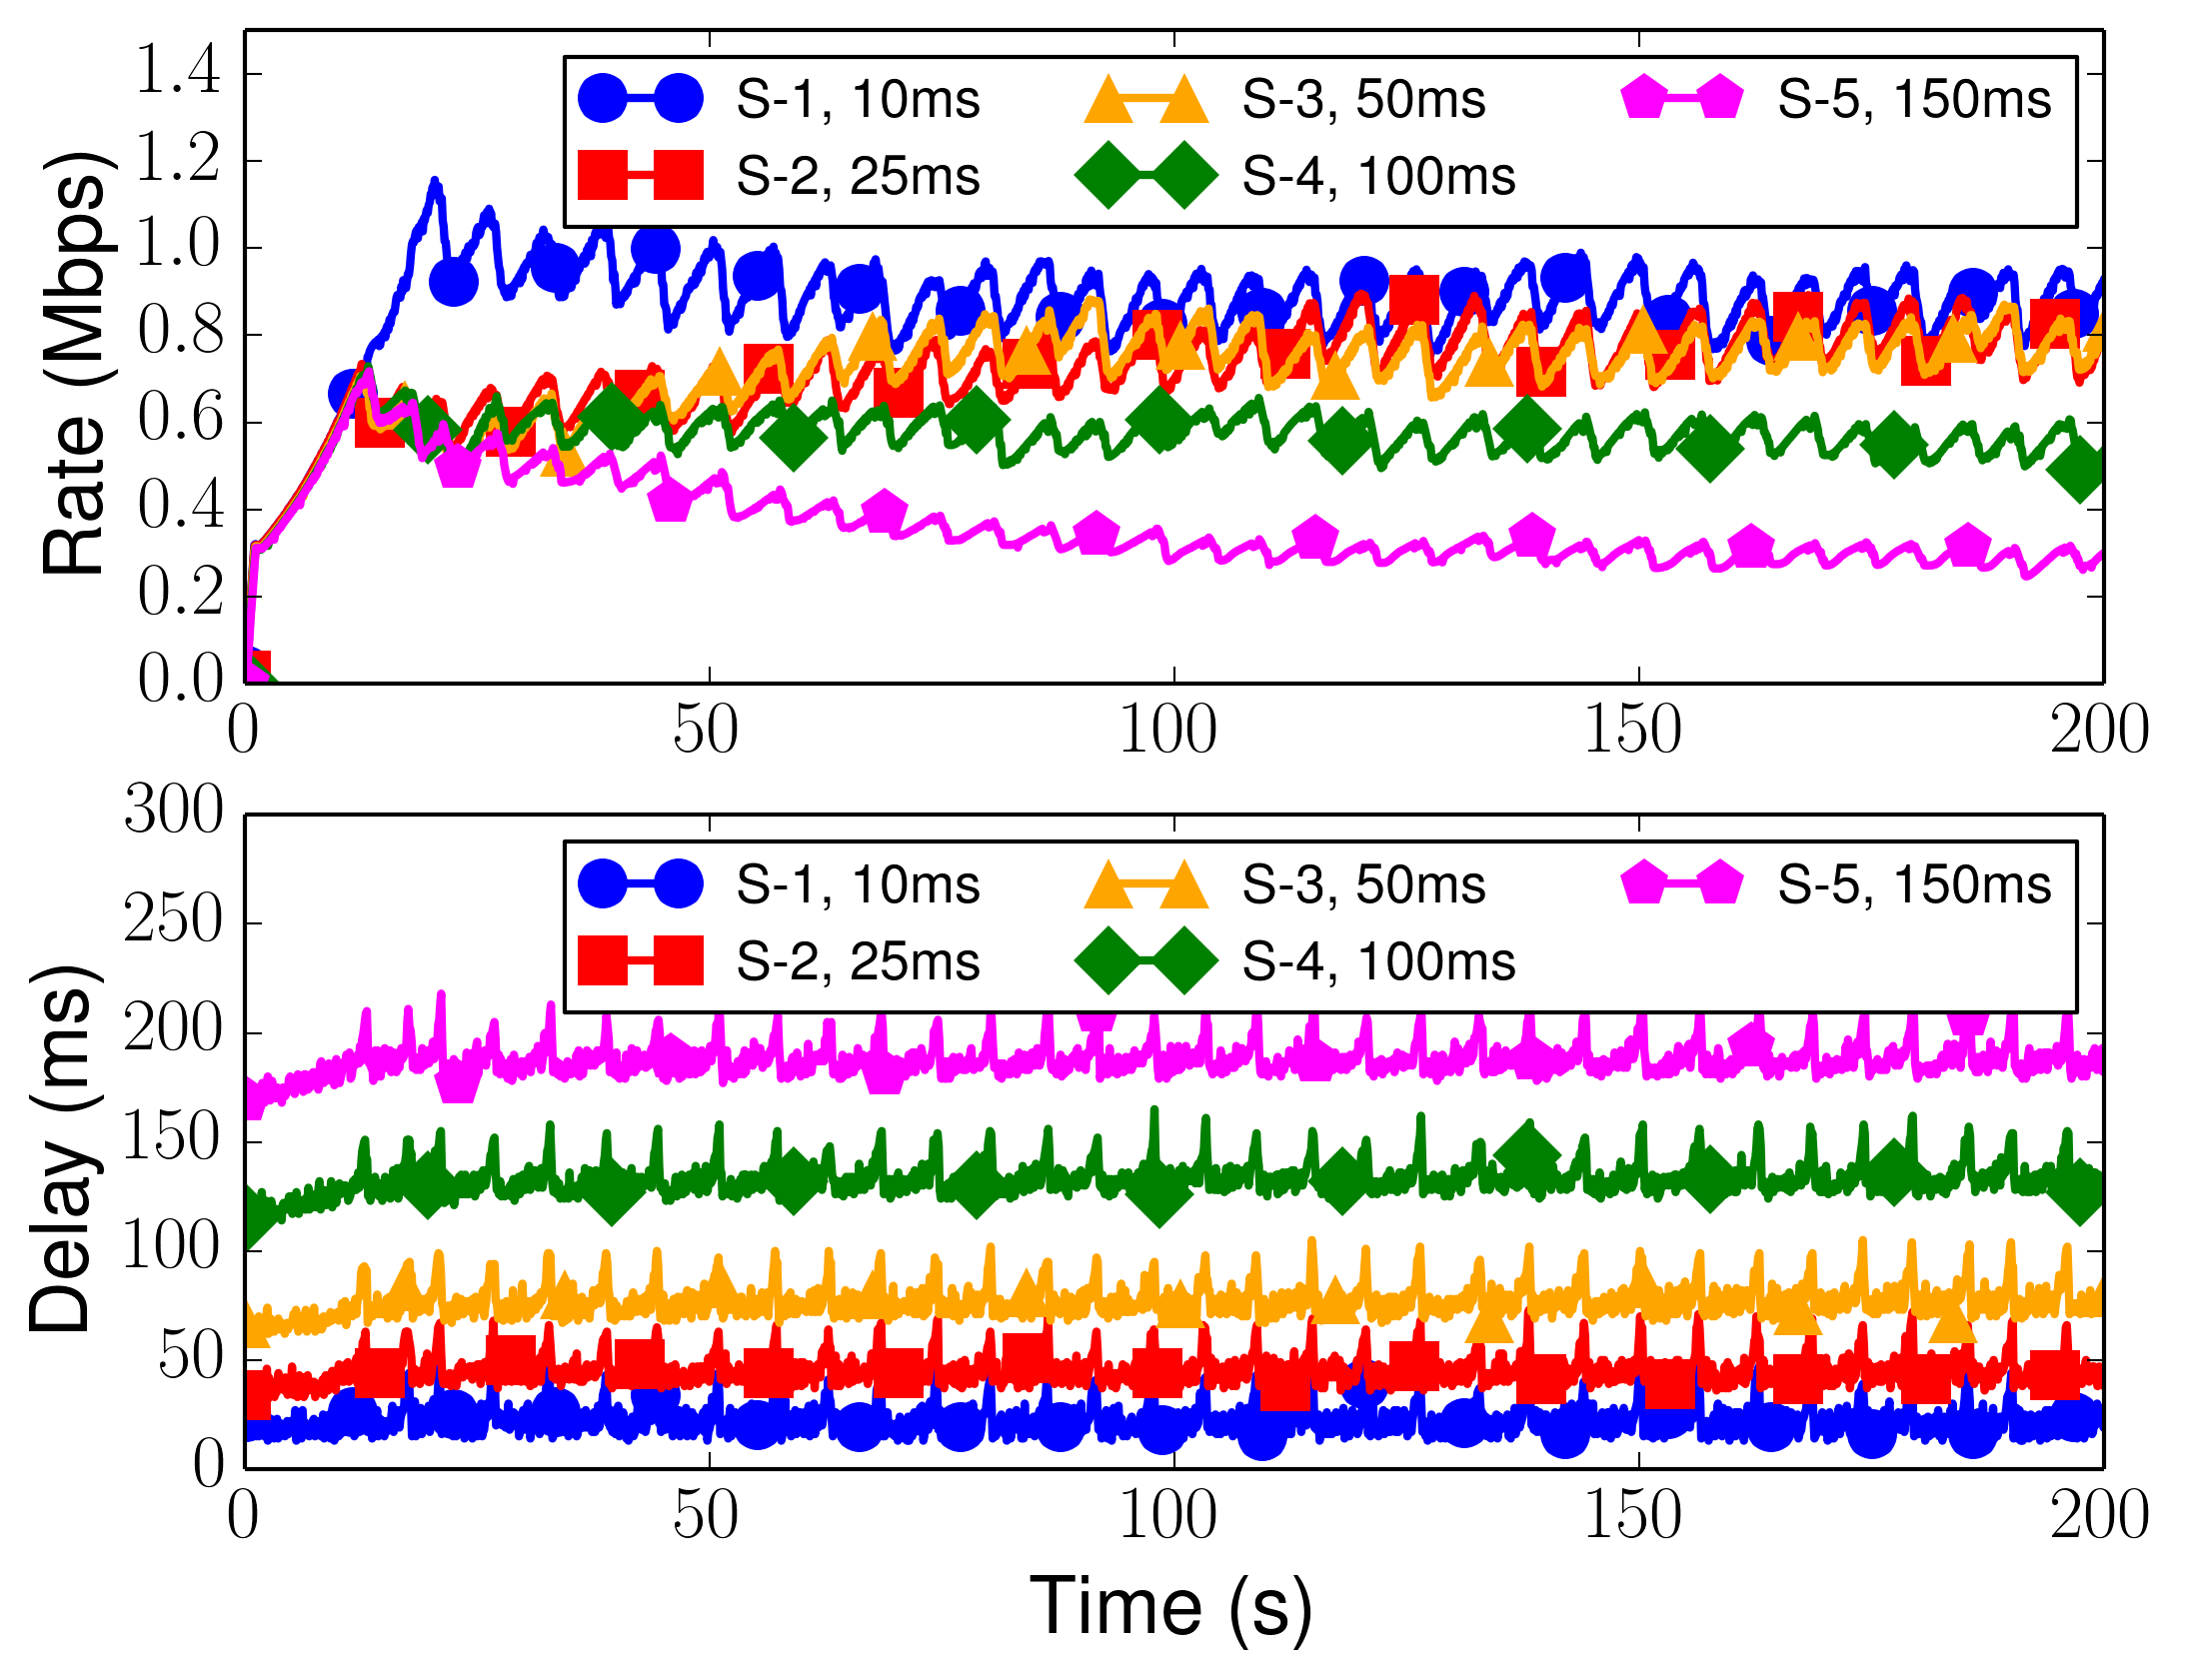 Rate (Mbps)
1.4
1.2
1.0
0.8
0.6
0.4
0.2
0.0
S-1, 10ms
S-2, 25ms
S-3, 50ms
S-4, 100ms
S-5, 150ms
0 50 100 150 200
Delay (ms)
300
250
200
150
100
50
0
S-1, 10ms
S-2, 25ms
S-3, 50ms
S-4, 100ms
S-5, 150ms
0 50 100 150 200
Time (s)